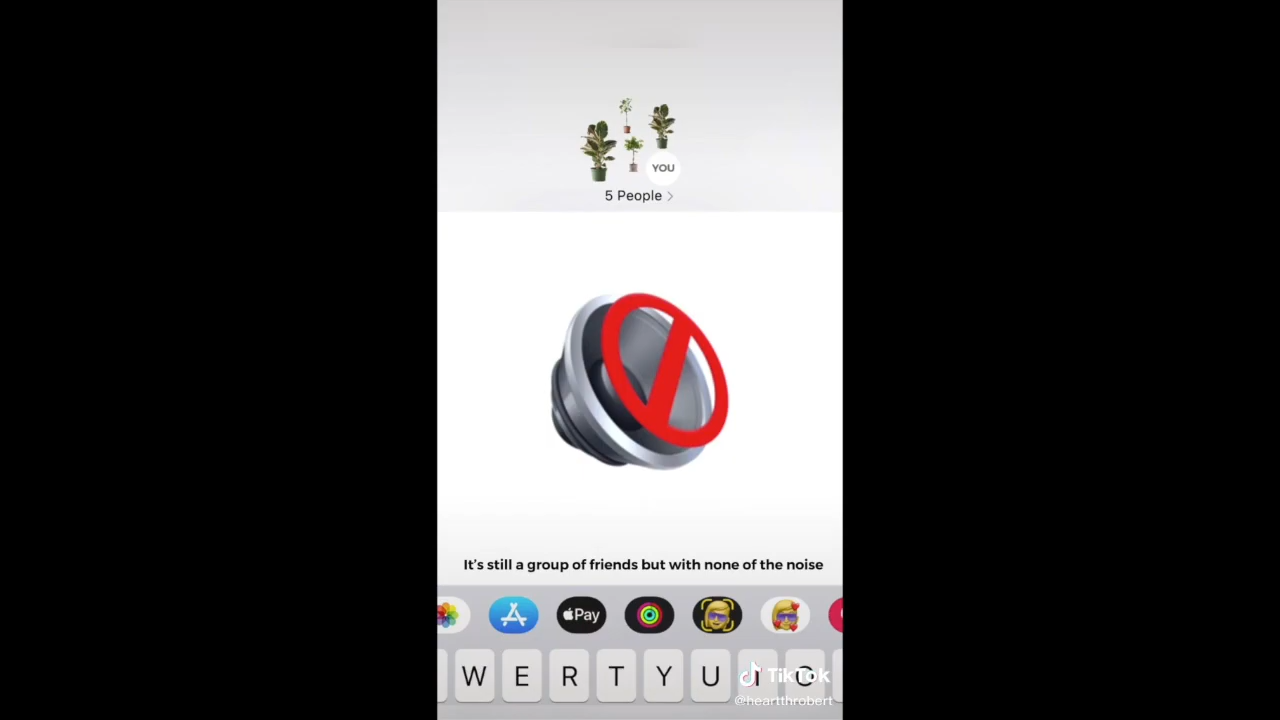 YOU
5 People >
It's still a group of friends but with none of the noise
Pay
W E R T Y U I O
TikTok
@heartthrobert